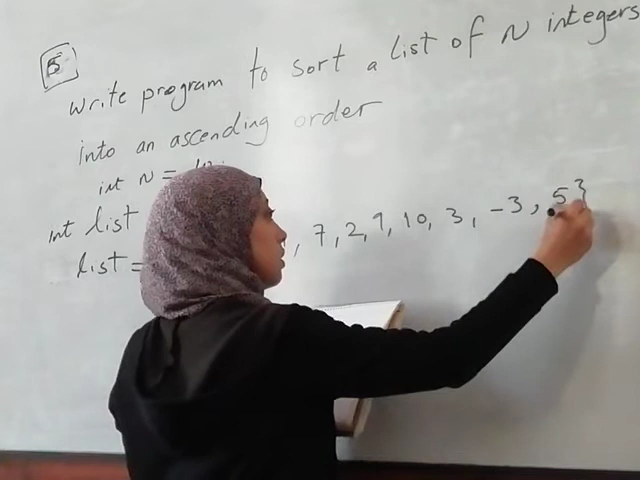 5
Write program to sort a list of N integers
into an ascending order
int N =
int list
list =
, 7, 2, 9, 10, 3, -3, 5}